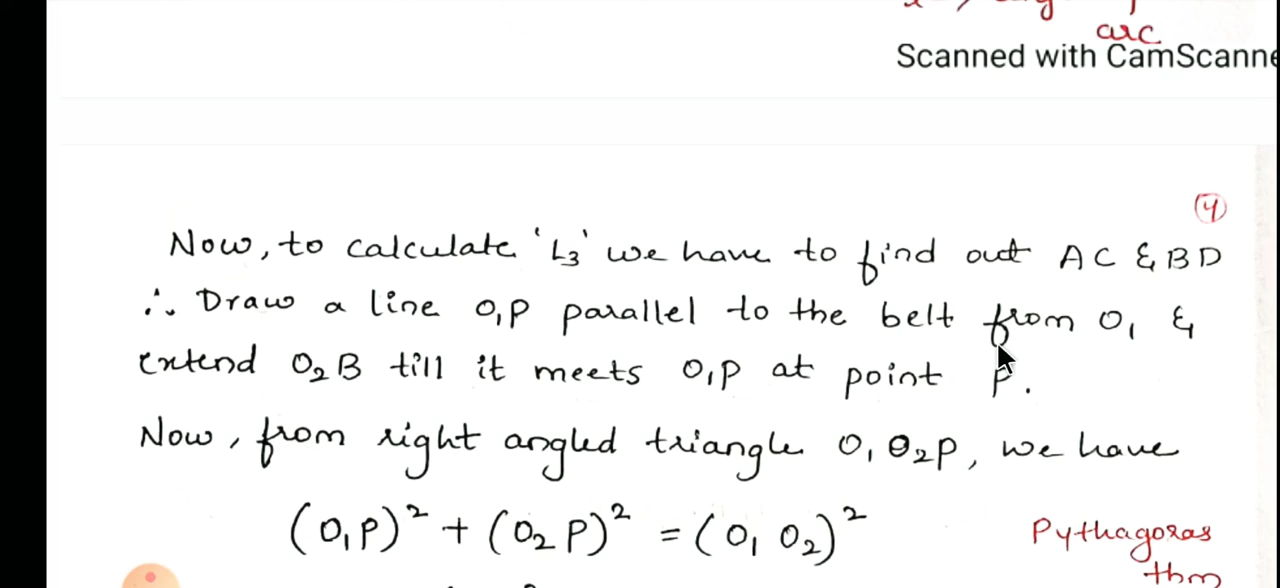 arc
Scanned with CamScanne
4
Now, to calculate 'L₃' we have to find out AC & BD
∴ Draw a line O₁P parallel to the belt from O₁ &
extend O₂B till it meets O₁P at point P.
Now, from right angled triangle O₁O₂P, we have
(O₁P)² + (O₂P)² = (O₁O₂)²
Pythagoras
thm